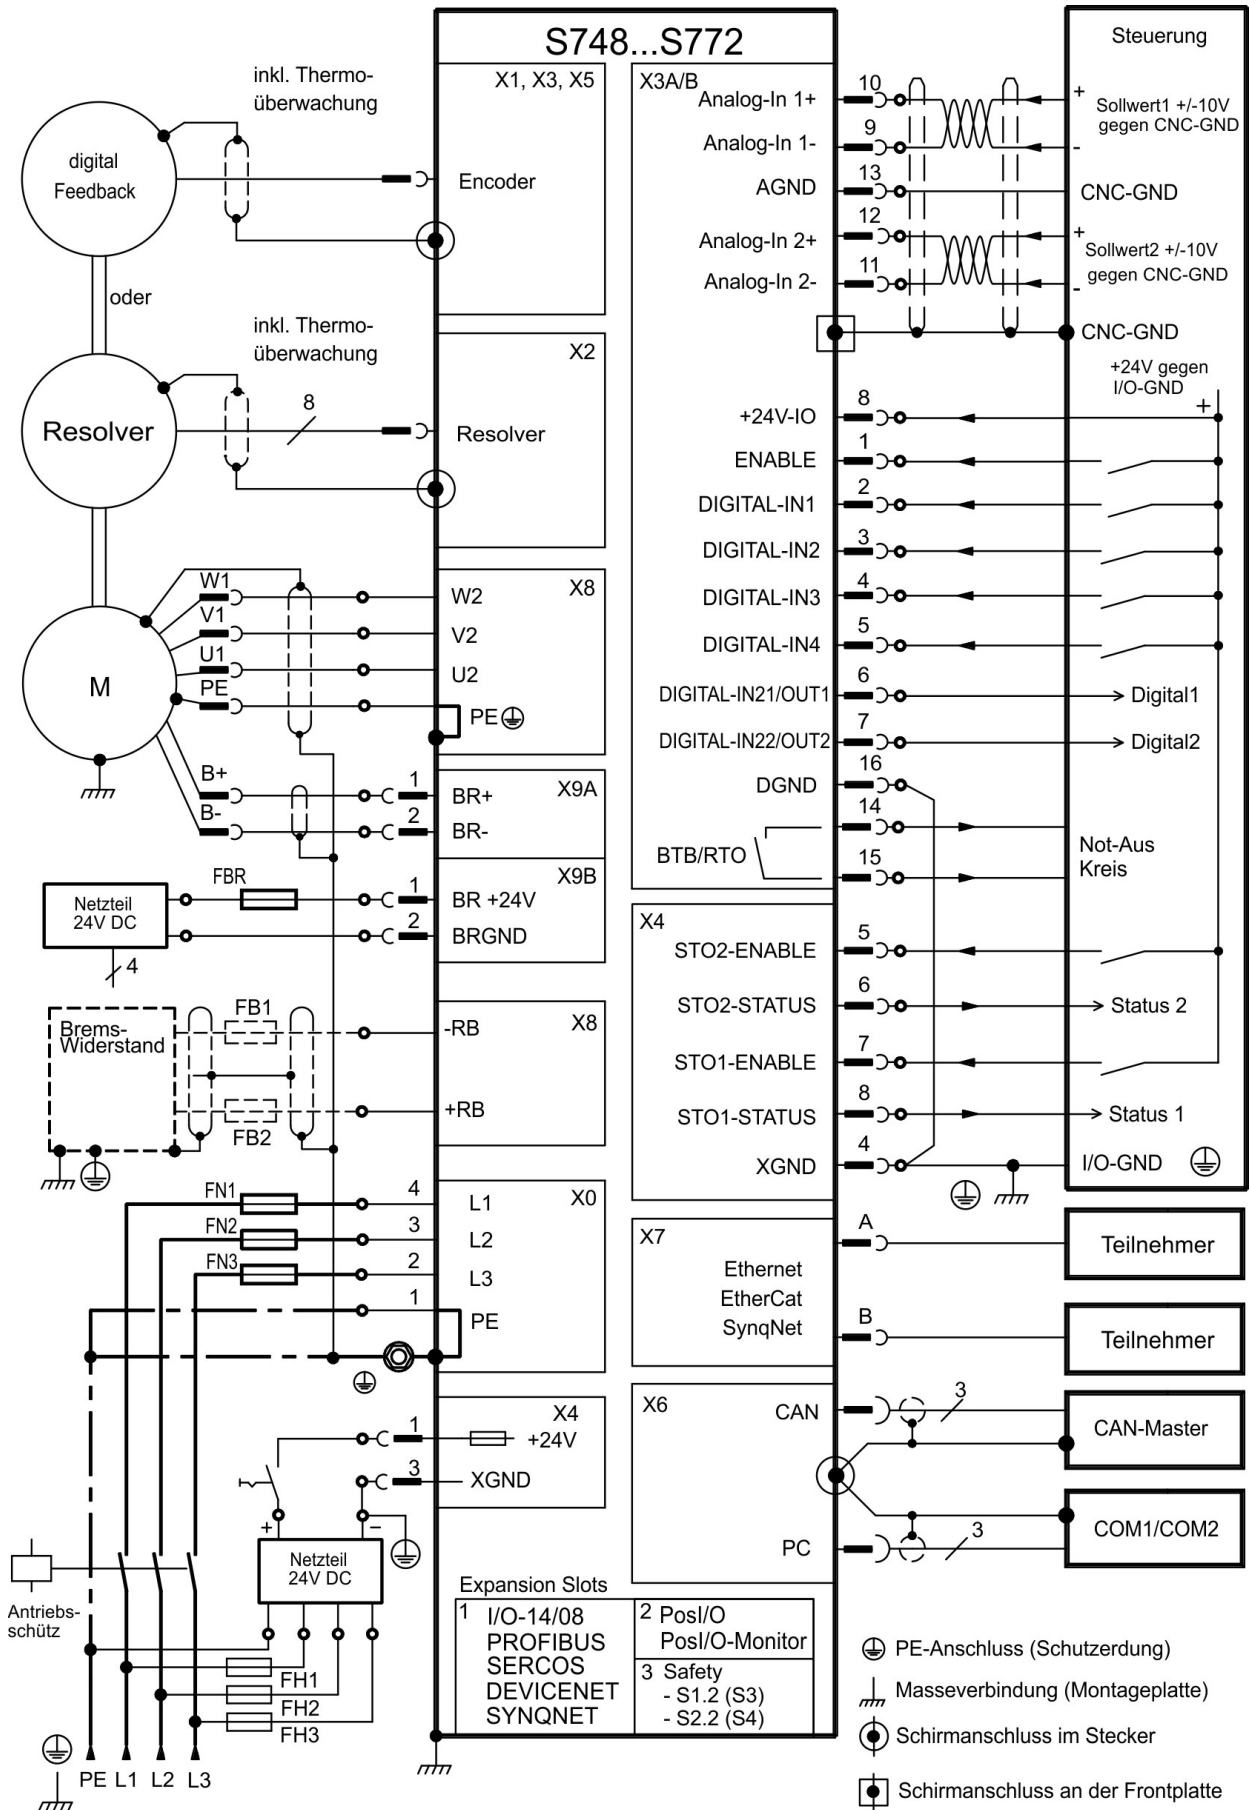 S748...S772
inkl. Thermo-
überwachung
digital
Feedback
X1, X3, X5
Encoder
oder
inkl. Thermo-
überwachung
X2
Resolver
8
Resolver
X8
W1
W2
V1
V2
U1
U2
PE
PE
M
X9A
B+
1
BR+
B-
2
BR-
X9B
FBR
1
BR +24V
2
BRGND
Netzteil
24V DC
4
Brems-
Widerstand
FB1
-RB
X8
FB2
+RB
X0
FN1
4
L1
FN2
3
L2
FN3
2
L3
1
PE
X4
1
+24V
3
XGND
+
-
Netzteil
24V DC
Antriebs-
schütz
FH1
FH2
FH3
PE L1 L2 L3
Expansion Slots
1 I/O-14/08
PROFIBUS
SERCOS
DEVICENET
SYNQNET
2 PosI/O
PosI/O-Monitor
3 Safety
- S1.2 (S3)
- S2.2 (S4)
X3A/B
Analog-In 1+
10
Analog-In 1-
9
AGND
13
Analog-In 2+
12
Analog-In 2-
11
+24V-IO
8
ENABLE
1
DIGITAL-IN1
2
DIGITAL-IN2
3
DIGITAL-IN3
4
DIGITAL-IN4
5
DIGITAL-IN21/OUT1
6
DIGITAL-IN22/OUT2
7
DGND
16
14
BTB/RTO
15
X4
STO2-ENABLE
5
STO2-STATUS
6
STO1-ENABLE
7
STO1-STATUS
8
XGND
4
X7
Ethernet
EtherCat
SynqNet
A
B
X6
CAN
3
PC
3
Steuerung
+
Sollwert1 +/-10V
gegen CNC-GND
-
CNC-GND
+
Sollwert2 +/-10V
gegen CNC-GND
-
CNC-GND
+24V gegen
I/O-GND
+
Digital1
Digital2
Not-Aus
Kreis
Status 2
Status 1
I/O-GND
Teilnehmer
Teilnehmer
CAN-Master
COM1/COM2
PE-Anschluss (Schutzerdung)
Masseverbindung (Montageplatte)
Schirmanschluss im Stecker
Schirmanschluss an der Frontplatte